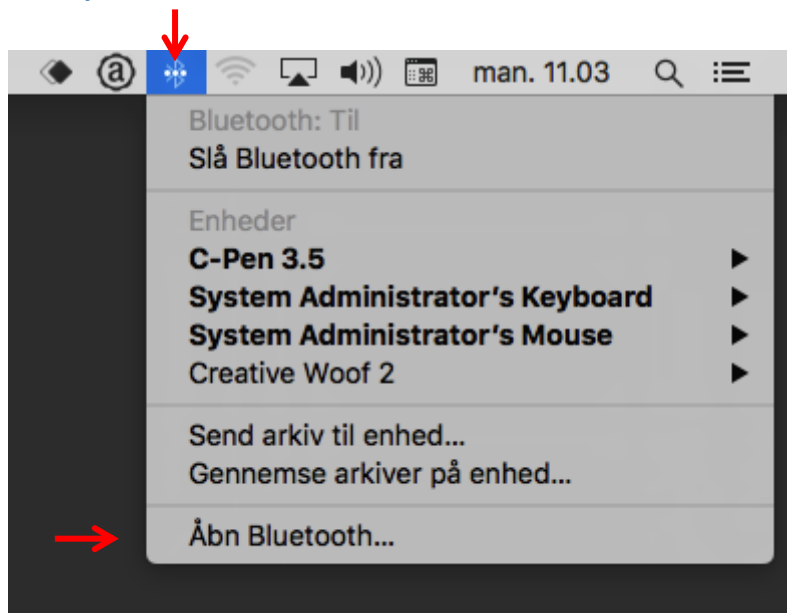 @ man. 11.03
Bluetooth: Til
Slå Bluetooth fra
Enheder
C-Pen 3.5
System Administrator’s Keyboard
System Administrator’s Mouse
Creative Woof 2
Send arkiv til enhed...
Gennemse arkiver på enhed...
Åbn Bluetooth...